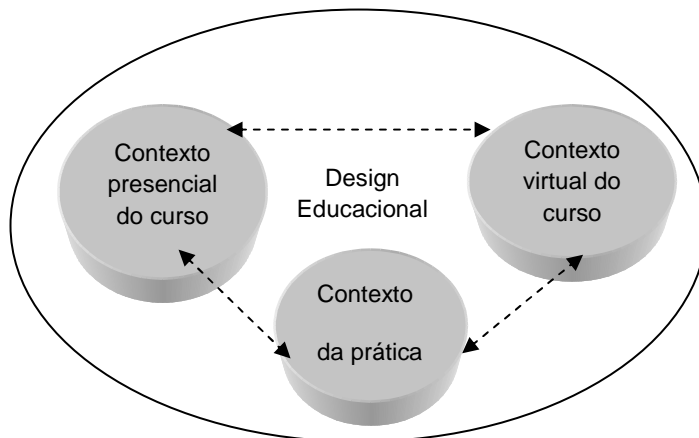 Contexto
presencial
do curso
Design
Educacional
Contexto
virtual do
curso
Contexto
da prática